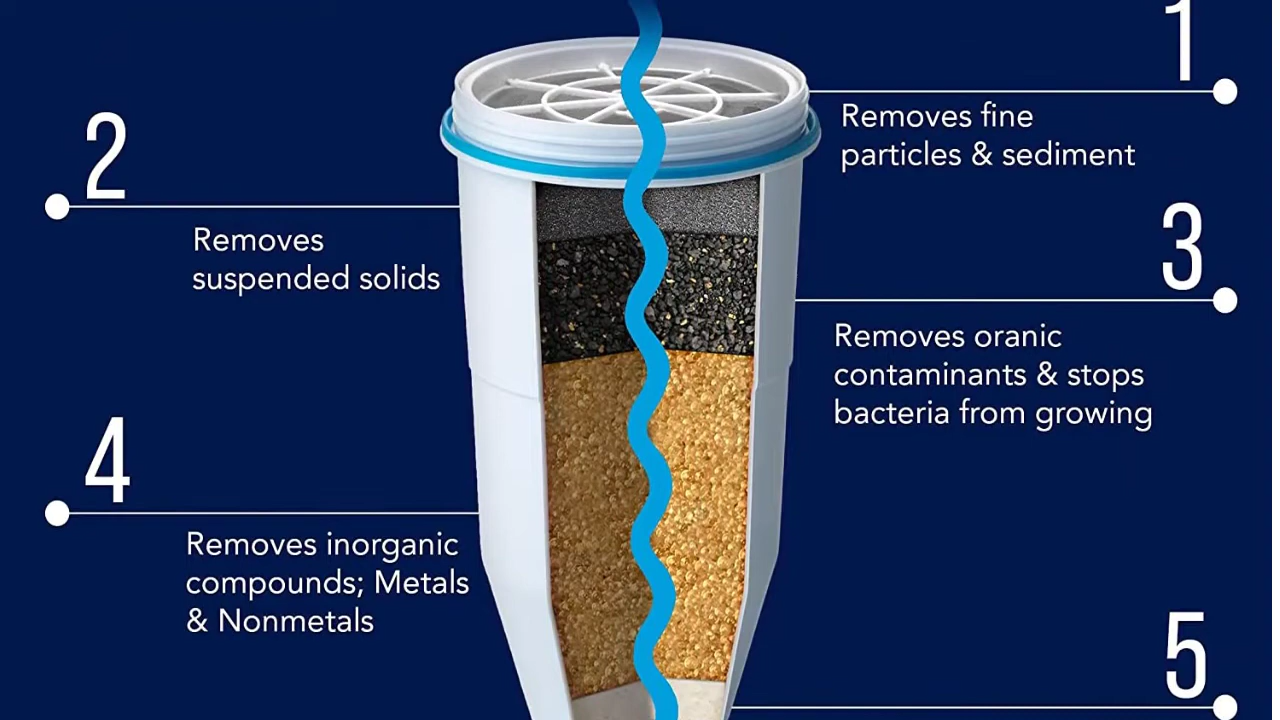 1
Removes fine
particles & sediment
2
Removes
suspended solids
3
Removes oranic
contaminants & stops
bacteria from growing
4
Removes inorganic
compounds; Metals
& Nonmetals
5